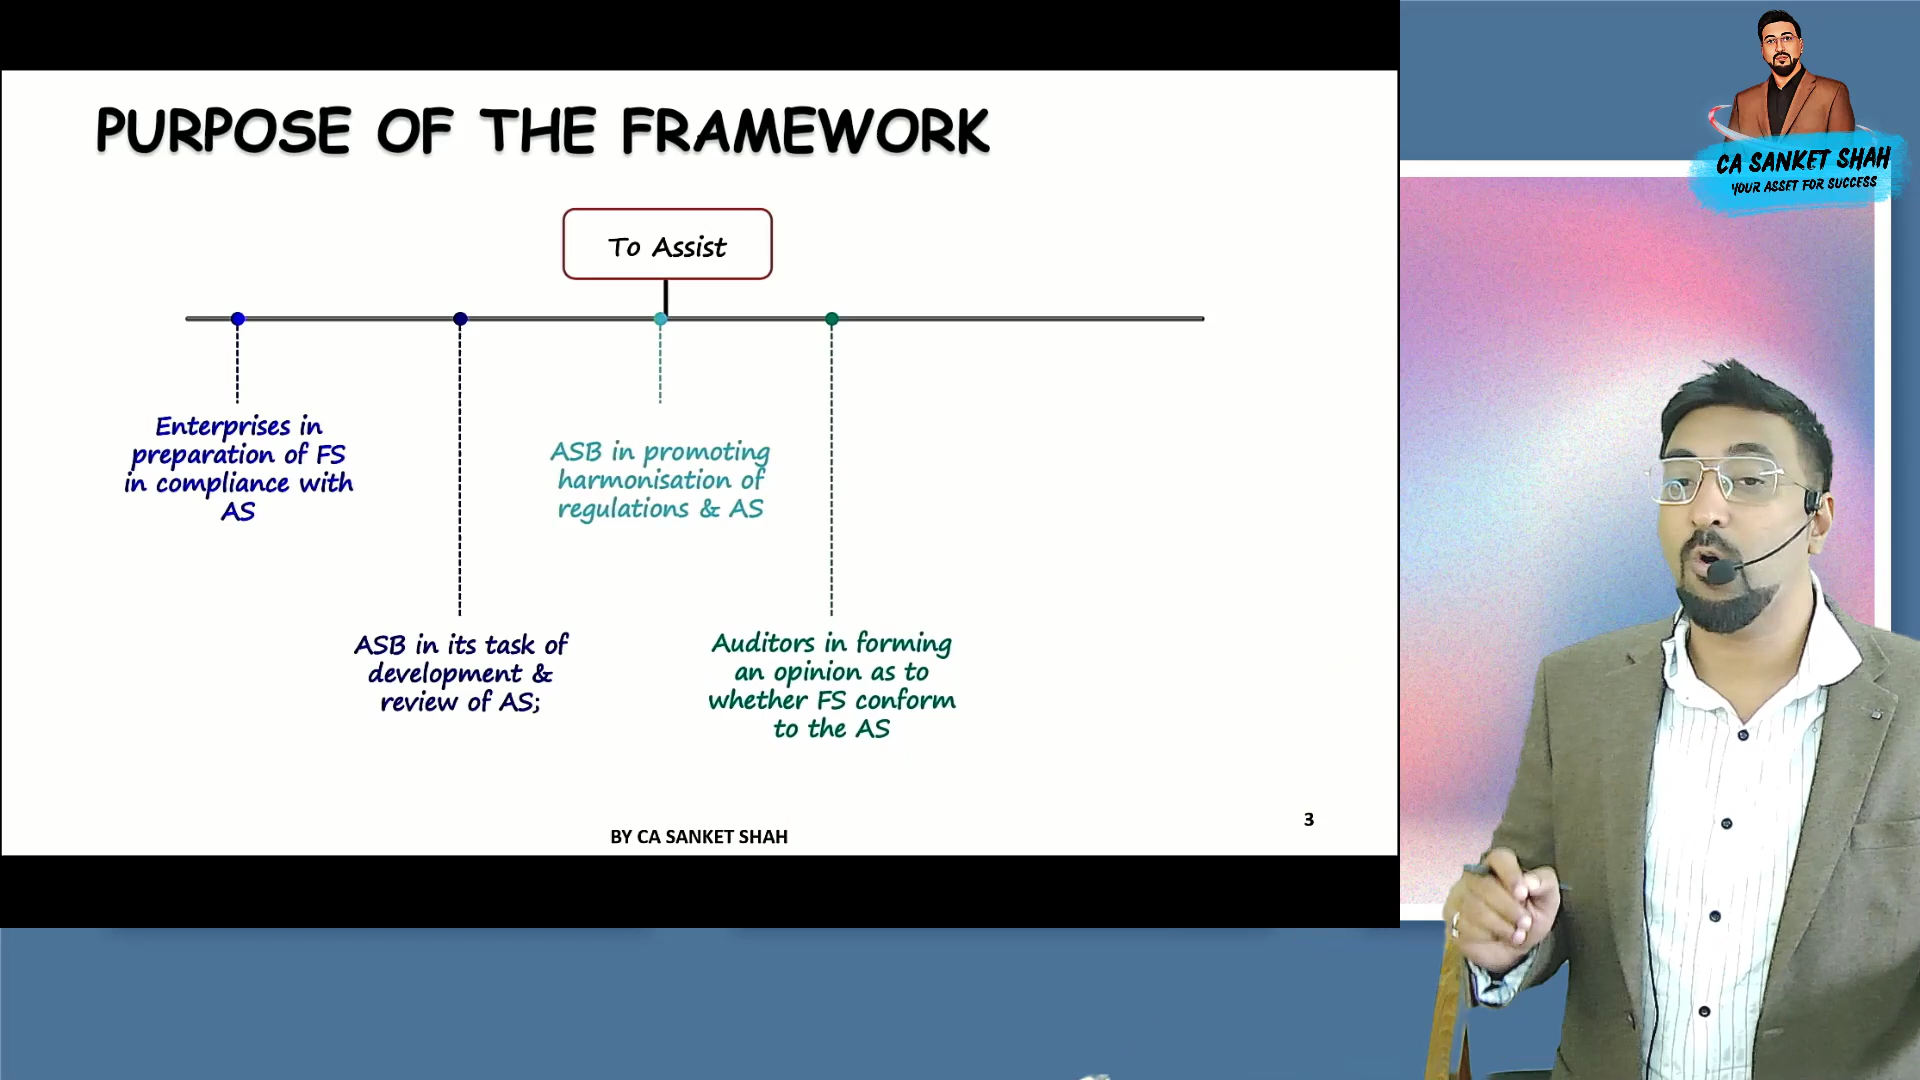 PURPOSE OF THE FRAMEWORK
To Assist
Enterprises in
preparation of FS
in compliance with
AS
ASB in its task of
development &
review of AS;
ASB in promoting
harmonisation of
regulations & AS
Auditors in forming
an opinion as to
whether FS conform
to the AS
BY CA SANKET SHAH
3
CA SANKET SHAH
YOUR ASSET FOR SUCCESS